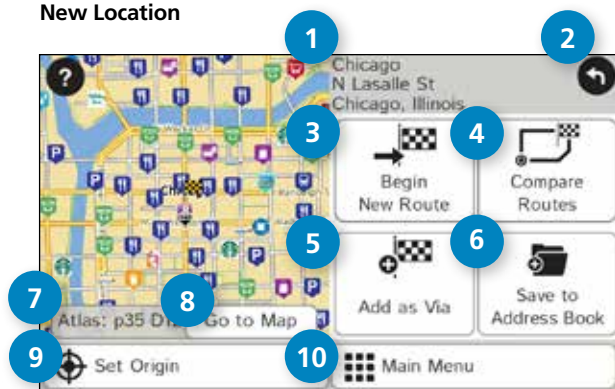 New Location
1
2
?
Chicago
N Lasalle St
Chicago, Illinois
3
4
Begin
New Route
Compare
Routes
5
6
Add as Via
Save to
Address Book
7
8
Atlas: p35
Go to Map
9
10
Set Origin
Main Menu